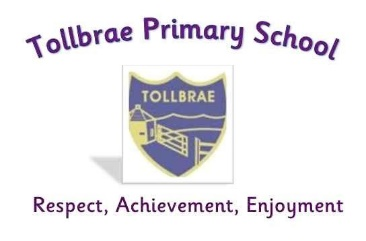 Tollbrae Primary School
TOLLBRAE
Respect, Achievement, Enjoyment